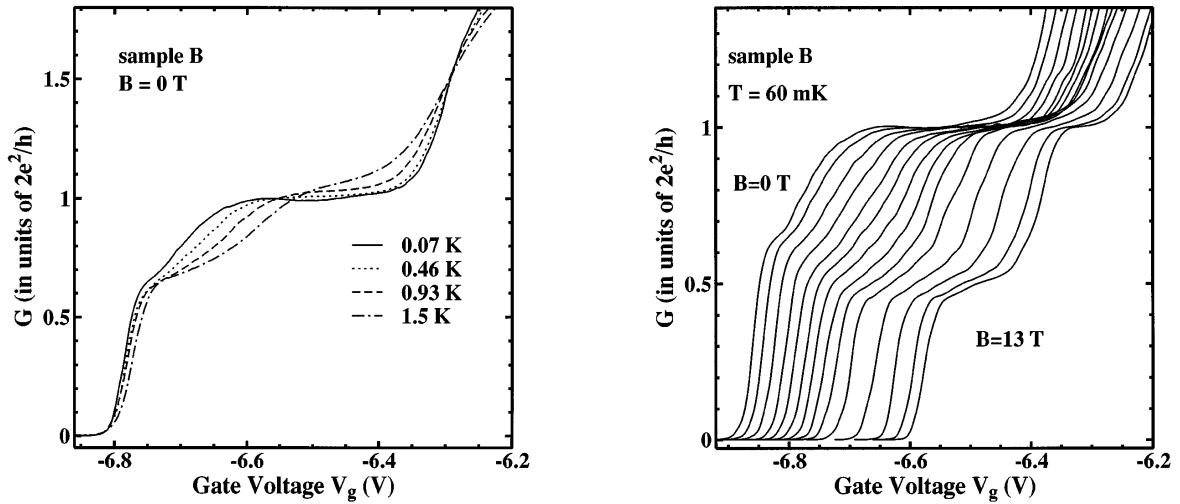 sample B
B = 0 T
1.5
1
0.5
0
G (in units of 2e²/h)
0.07 K
0.46 K
0.93 K
1.5 K
-6.8
-6.6
-6.4
-6.2
Gate Voltage Vg (V)
sample B
T = 60 mK
1
0.5
0
G (in units of 2e²/h)
B=0 T
B=13 T
-6.8
-6.6
-6.4
-6.2
Gate Voltage Vg (V)